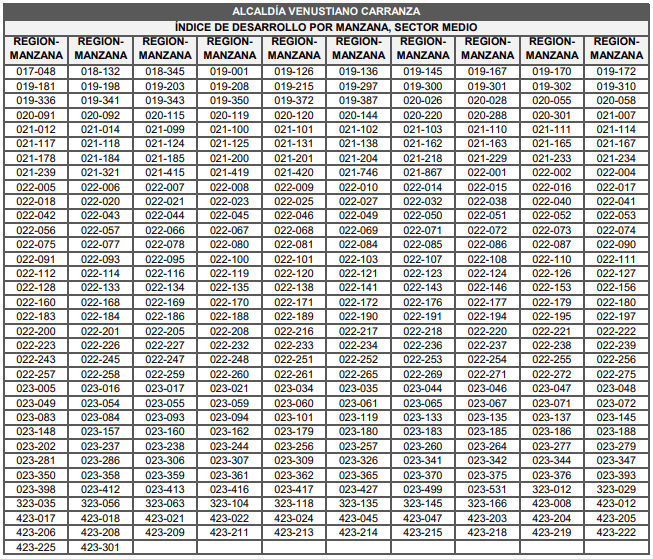 ALCALDÍA VENUSTIANO CARRANZA
ÍNDICE DE DESARROLLO POR MANZANA, SECTOR MEDIO
REGION-MANZANA REGION-MANZANA REGION-MANZANA REGION-MANZANA REGION-MANZANA REGION-MANZANA REGION-MANZANA REGION-MANZANA REGION-MANZANA REGION-MANZANA
017-048 018-132 018-345 019-001 019-126 019-136 019-145 019-167 019-170 019-172
019-181 019-198 019-203 019-208 019-215 019-297 019-300 019-301 019-302 019-310
019-336 019-341 019-343 019-350 019-372 019-387 020-026 020-028 020-055 020-058
020-091 020-092 020-115 020-119 020-120 020-144 020-220 020-288 020-301 021-007
021-012 021-014 021-099 021-100 021-101 021-102 021-103 021-110 021-111 021-114
021-117 021-118 021-124 021-125 021-131 021-138 021-162 021-163 021-165 021-167
021-178 021-184 021-185 021-200 021-201 021-204 021-218 021-229 021-233 021-234
021-239 021-321 021-415 021-419 021-420 021-746 021-867 022-001 022-002 022-004
022-005 022-006 022-007 022-008 022-009 022-010 022-014 022-015 022-016 022-017
022-018 022-020 022-021 022-023 022-025 022-027 022-032 022-038 022-040 022-041
022-042 022-043 022-044 022-045 022-046 022-049 022-050 022-051 022-052 022-053
022-056 022-057 022-066 022-067 022-068 022-069 022-071 022-072 022-073 022-074
022-075 022-077 022-078 022-080 022-081 022-084 022-085 022-086 022-087 022-090
022-091 022-093 022-095 022-100 022-101 022-103 022-107 022-108 022-110 022-111
022-112 022-114 022-116 022-119 022-120 022-121 022-123 022-124 022-126 022-127
022-128 022-133 022-134 022-135 022-138 022-141 022-143 022-146 022-153 022-156
022-160 022-168 022-169 022-170 022-171 022-172 022-176 022-177 022-179 022-180
022-183 022-184 022-186 022-188 022-189 022-190 022-191 022-194 022-195 022-197
022-200 022-201 022-205 022-208 022-216 022-217 022-218 022-220 022-221 022-222
022-223 022-226 022-227 022-232 022-233 022-234 022-236 022-237 022-238 022-239
022-243 022-245 022-247 022-248 022-251 022-252 022-253 022-254 022-255 022-256
022-257 022-258 022-259 022-260 022-261 022-265 022-269 022-271 022-272 022-275
023-005 023-016 023-017 023-021 023-034 023-035 023-044 023-046 023-047 023-048
023-049 023-054 023-055 023-059 023-060 023-061 023-065 023-067 023-071 023-072
023-083 023-084 023-093 023-094 023-101 023-119 023-133 023-135 023-137 023-145
023-148 023-157 023-160 023-162 023-179 023-180 023-183 023-185 023-186 023-188
023-202 023-237 023-238 023-244 023-256 023-257 023-260 023-264 023-277 023-279
023-281 023-286 023-306 023-307 023-309 023-326 023-341 023-342 023-344 023-347
023-350 023-358 023-359 023-361 023-362 023-365 023-370 023-375 023-376 023-393
023-398 023-412 023-413 023-416 023-417 023-427 023-499 023-531 323-012 323-029
323-035 323-056 323-063 323-104 323-118 323-135 323-145 323-166 423-008 423-012
423-017 423-018 423-021 423-022 423-024 423-045 423-047 423-203 423-204 423-205
423-206 423-208 423-209 423-211 423-213 423-214 423-215 423-218 423-219 423-222
423-225 423-301